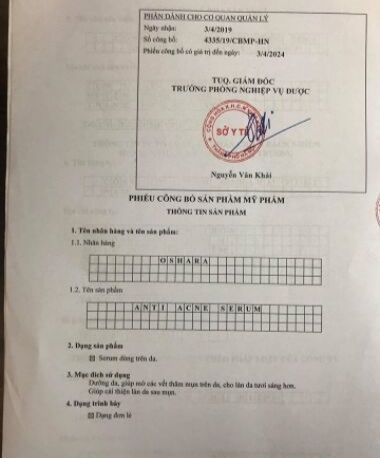 PHẦN DÀNH CHO CƠ QUAN QUẢN LÝ
Ngày nhận: 3/4/2019
Số công bố: 4335/19/CBMP-HN
Phiếu công bố có giá trị đến ngày: 3/4/2024
TUQ. GIÁM ĐỐC
TRƯỞNG PHÒNG NGHIỆP VỤ DƯỢC
SỞ Y TẾ
Nguyễn Văn Khải
PHIẾU CÔNG BỐ SẢN PHẨM MỸ PHẨM
THÔNG TIN SẢN PHẨM
1. Tên nhãn hàng và tên sản phẩm:
1.1. Nhãn hàng
OSHARA
1.2. Tên sản phẩm
ANTI ACNE SERUM
2. Dạng sản phẩm
Serum dùng trên da.
3. Mục đích sử dụng
Dưỡng da, giúp mờ các vết thâm mụn trên da, cho làn da tươi sáng hơn.
Giúp cải thiện làn da sau mụn.
4. Dạng trình bày
Dạng đơn lẻ